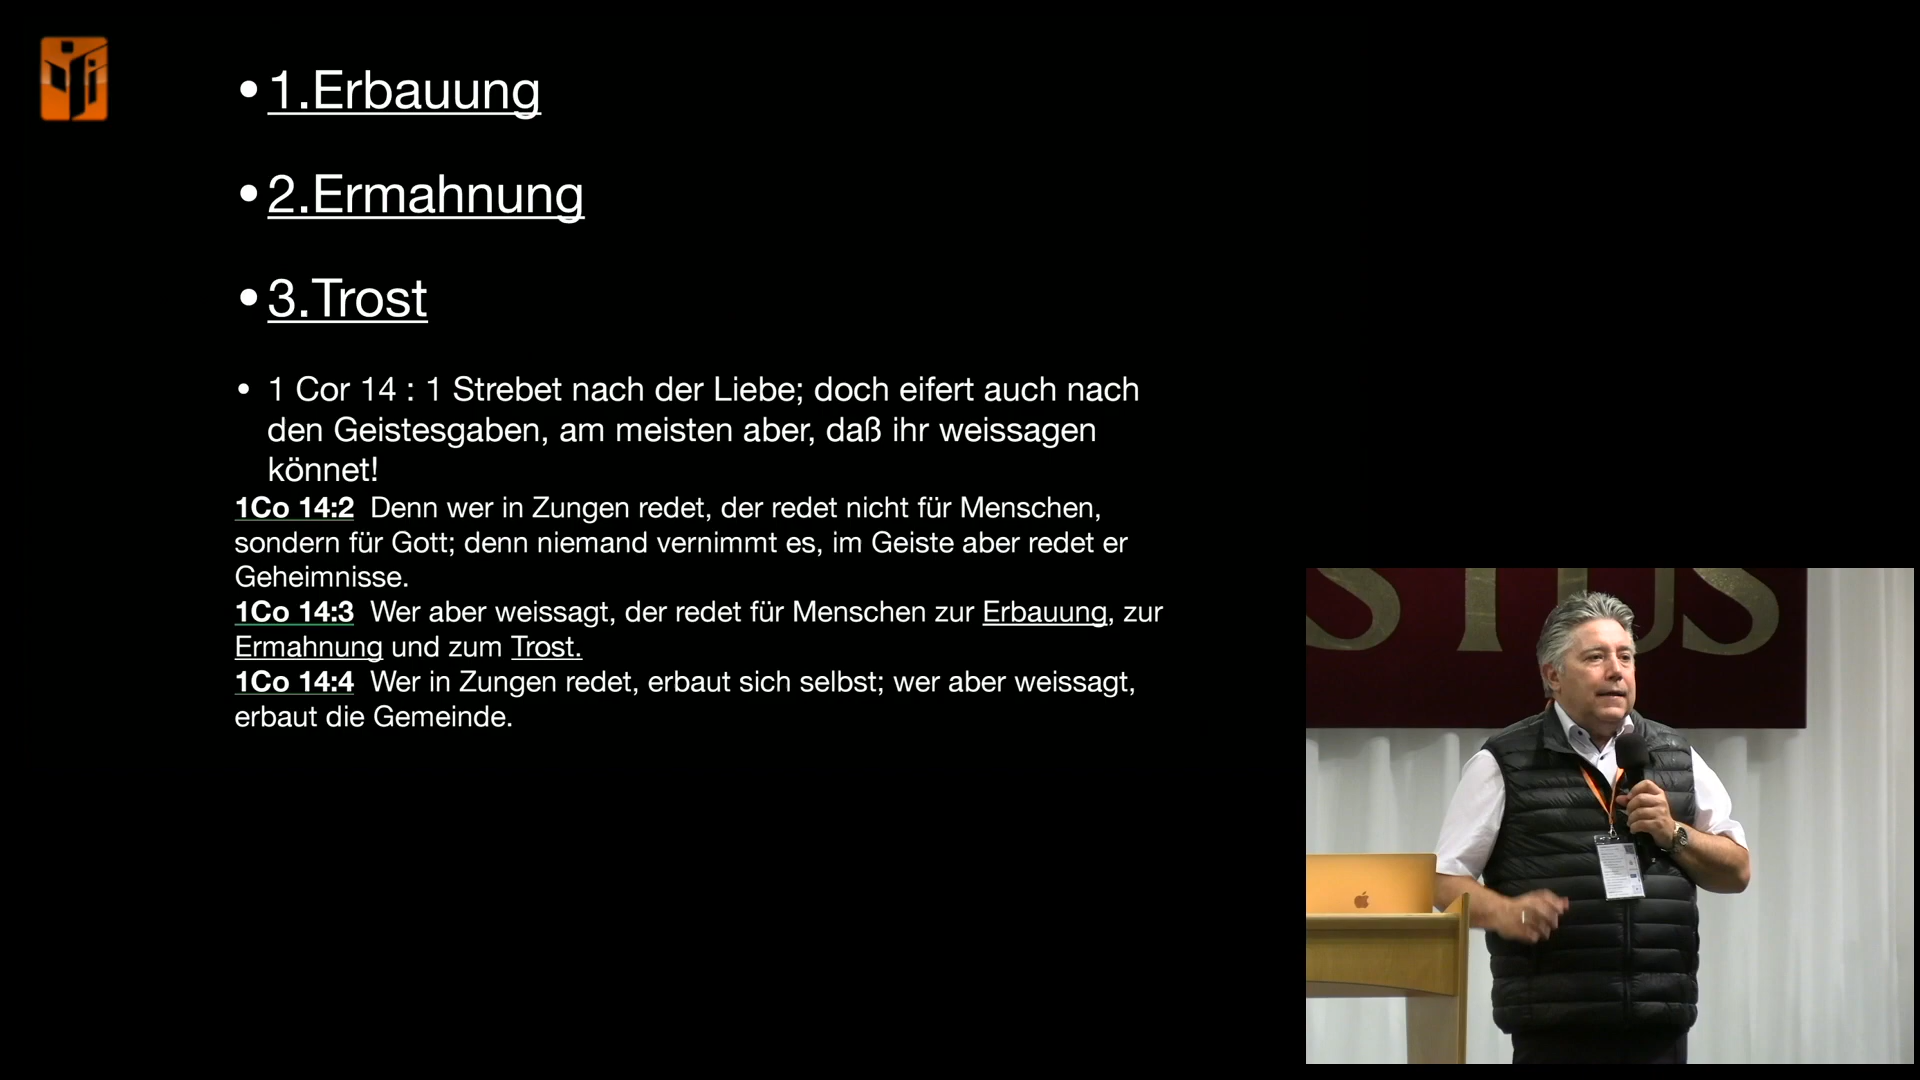 • 1.Erbauung
• 2.Ermahnung
• 3.Trost
• 1 Cor 14 : 1 Strebet nach der Liebe; doch eifert auch nach
den Geistesgaben, am meisten aber, daß ihr weissagen
könnet!
1Co 14:2 Denn wer in Zungen redet, der redet nicht für Menschen,
sondern für Gott; denn niemand vernimmt es, im Geiste aber redet er
Geheimnisse.
1Co 14:3 Wer aber weissagt, der redet für Menschen zur Erbauung, zur
Ermahnung und zum Trost.
1Co 14:4 Wer in Zungen redet, erbaut sich selbst; wer aber weissagt,
erbaut die Gemeinde.
STUS